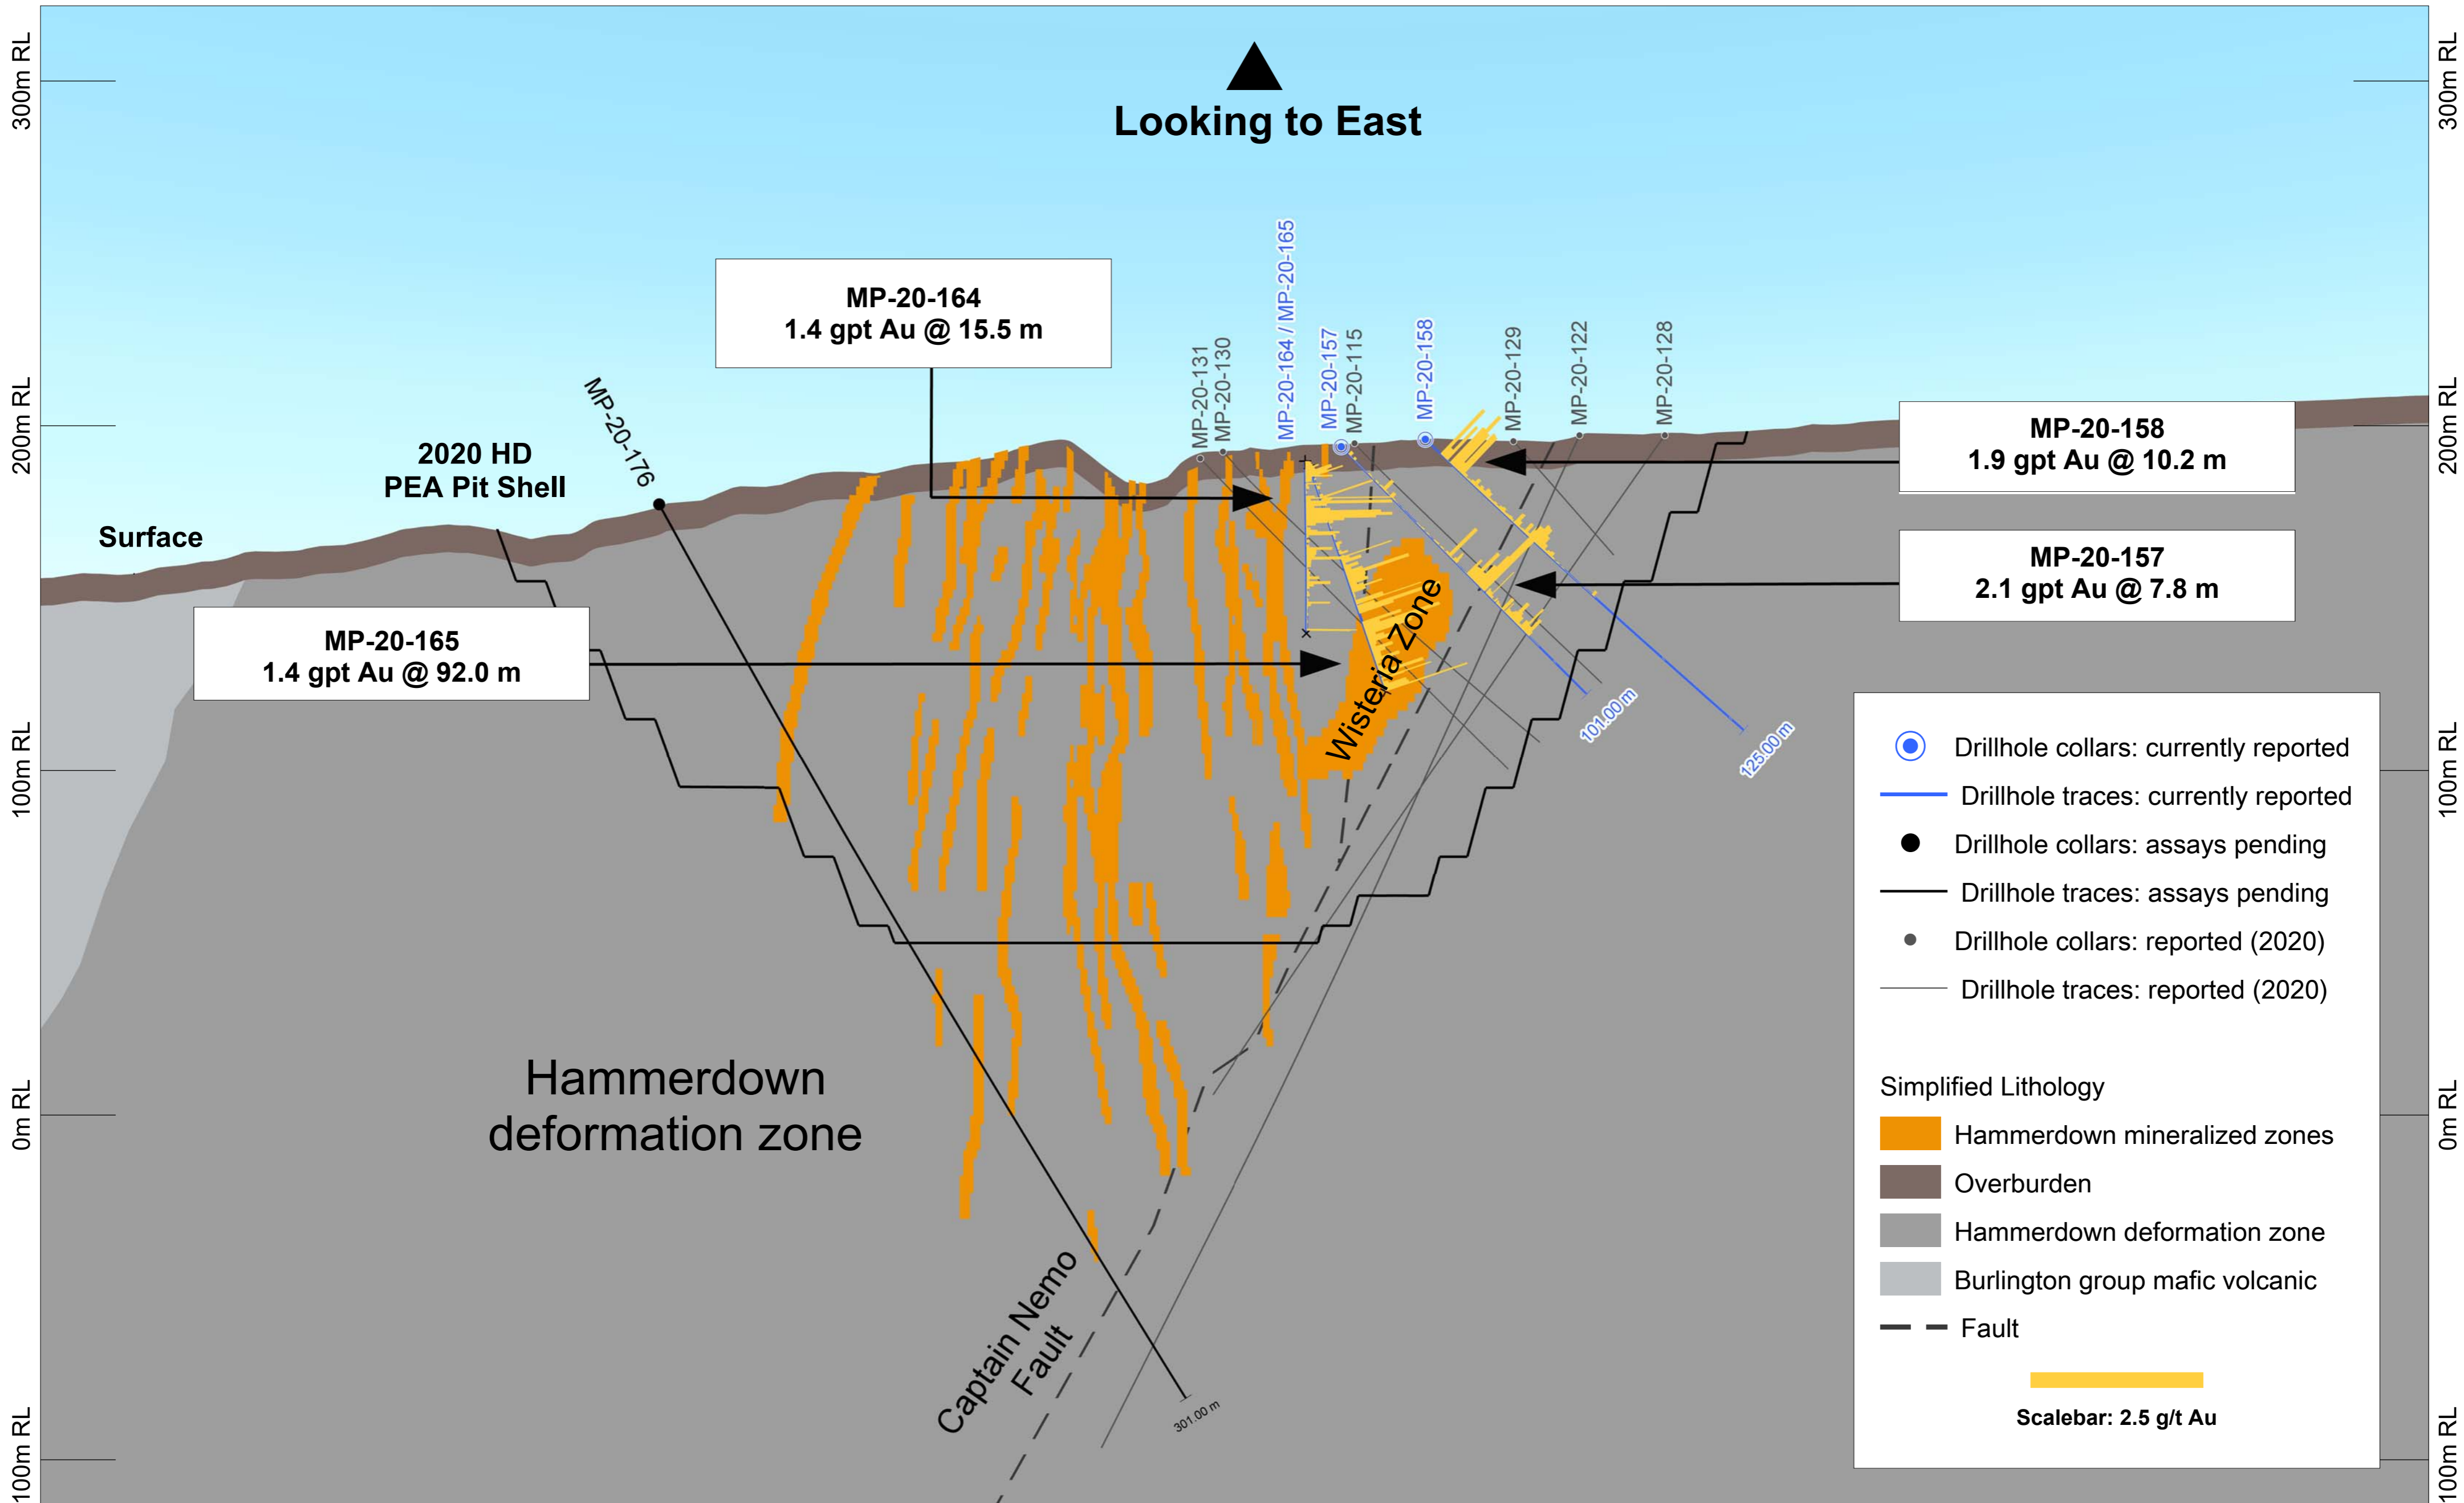 Looking to East
300m RL
300m RL
200m RL
200m RL
100m RL
100m RL
0m RL
0m RL
100m RL
100m RL
MP-20-164
1.4 gpt Au @ 15.5 m
MP-20-131
MP-20-130
MP-20-164 / MP-20-165
MP-20-157
MP-20-115
MP-20-158
MP-20-129
MP-20-122
MP-20-128
MP-20-176
2020 HD
PEA Pit Shell
Surface
MP-20-158
1.9 gpt Au @ 10.2 m
MP-20-157
2.1 gpt Au @ 7.8 m
MP-20-165
1.4 gpt Au @ 92.0 m
Wisteria Zone
101.00 m
125.00 m
Hammerdown
deformation zone
Captain Nemo
Fault
301.00 m
Drillhole collars: currently reported
Drillhole traces: currently reported
Drillhole collars: assays pending
Drillhole traces: assays pending
Drillhole collars: reported (2020)
Drillhole traces: reported (2020)
Simplified Lithology
Hammerdown mineralized zones
Overburden
Hammerdown deformation zone
Burlington group mafic volcanic
Fault
Scalebar: 2.5 g/t Au